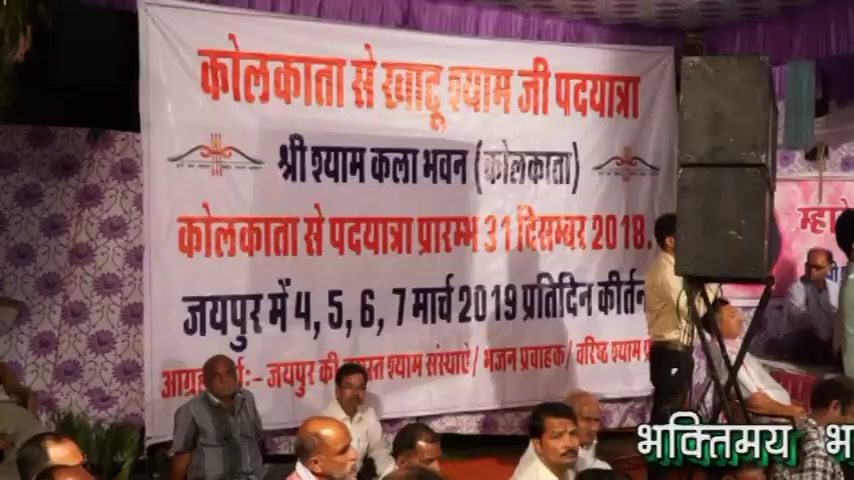 कोलकाता से खाटू श्याम जी पदयात्रा
श्री श्याम कला भवन (कोलकाता)
कोलकाता से पदयात्रा प्रारम्भ 31 दिसम्बर 2018.
जयपुर में 4, 5, 6, 7 मार्च 2019 प्रतिदिन कीर्तन
:- जयपुर की श्याम संस्थाऐ / भजन प्रवाहक / वरिष्ठ श्याम
म्हारे
भक्तिमय भ